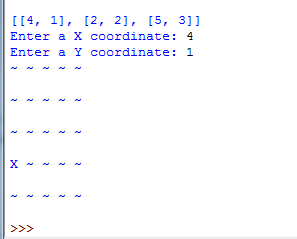 [[4, 1], [2, 2], [5, 3]]
Enter a X coordinate: 4
Enter a Y coordinate: 1
~ ~ ~ ~ ~
~ ~ ~ ~ ~
~ ~ ~ ~ ~
X ~ ~ ~ ~
~ ~ ~ ~ ~
>>>